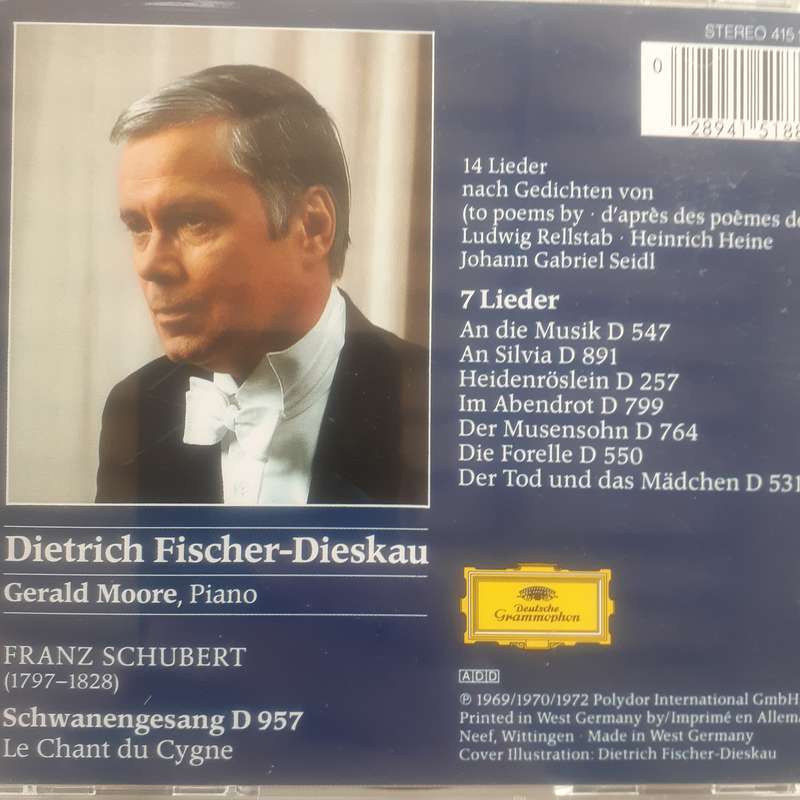 STEREO 415
0
28941 5188
14 Lieder
nach Gedichten von
(to poems by · d'après des poèmes de
Ludwig Rellstab · Heinrich Heine
Johann Gabriel Seidl
7 Lieder
An die Musik D 547
An Silvia D 891
Heidenröslein D 257
Im Abendrot D 799
Der Musensohn D 764
Die Forelle D 550
Der Tod und das Mädchen D 531
Dietrich Fischer-Dieskau
Gerald Moore, Piano
FRANZ SCHUBERT
(1797–1828)
Schwanengesang D 957
Le Chant du Cygne
Deutsche
Grammophon
ADD
℗ 1969/1970/1972 Polydor International GmbH
Printed in West Germany by/Imprimé en Allem
Neef, Wittingen · Made in West Germany
Cover Illustration: Dietrich Fischer-Dieskau